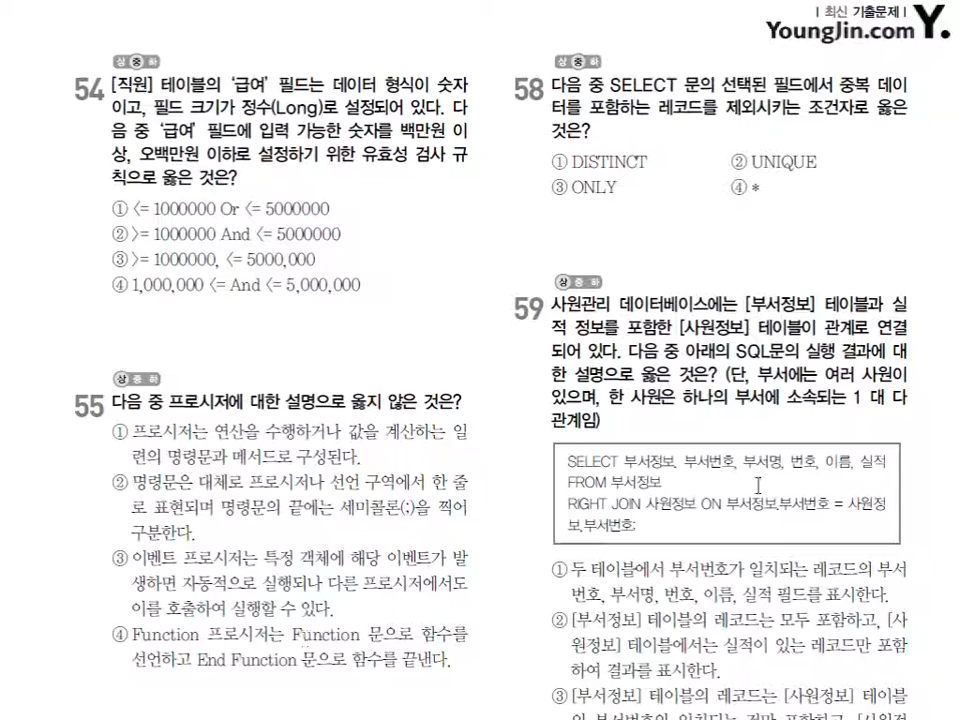 | 최신 기출문제 |
YoungJin.com Y.
상 중 하
54 [직원] 테이블의 ‘급여’ 필드는 데이터 형식이 숫자
이고, 필드 크기가 정수(Long)로 설정되어 있다. 다
음 중 ‘급여’ 필드에 입력 가능한 숫자를 백만원 이
상, 오백만원 이하로 설정하기 위한 유효성 검사 규
칙으로 옳은 것은?
① <= 1000000 Or <= 5000000
② >= 1000000 And <= 5000000
③ >= 1000000, <= 5000,000
④ 1,000,000 <= And <= 5,000,000
상 중 하
55 다음 중 프로시저에 대한 설명으로 옳지 않은 것은?
① 프로시저는 연산을 수행하거나 값을 계산하는 일
련의 명령문과 메서드로 구성된다.
② 명령문은 대체로 프로시저나 선언 구역에서 한 줄
로 표현되며 명령문의 끝에는 세미콜론(;)을 찍어
구분한다.
③ 이벤트 프로시저는 특정 객체에 해당 이벤트가 발
생하면 자동적으로 실행되나 다른 프로시저에서도
이를 호출하여 실행할 수 있다.
④ Function 프로시저는 Function 문으로 함수를
선언하고 End Function 문으로 함수를 끝낸다.
상 중 하
58 다음 중 SELECT 문의 선택된 필드에서 중복 데이
터를 포함하는 레코드를 제외시키는 조건자로 옳은
것은?
① DISTINCT ② UNIQUE
③ ONLY ④ *
상 중 하
59 사원관리 데이터베이스에는 [부서정보] 테이블과 실
적 정보를 포함한 [사원정보] 테이블이 관계로 연결
되어 있다. 다음 중 아래의 SQL문의 실행 결과에 대
한 설명으로 옳은 것은? (단, 부서에는 여러 사원이
있으며, 한 사원은 하나의 부서에 소속되는 1 대 다
관계임)
SELECT 부서정보. 부서번호, 부서명, 번호, 이름, 실적
FROM 부서정보
RIGHT JOIN 사원정보 ON 부서정보.부서번호 = 사원정
보.부서번호;
① 두 테이블에서 부서번호가 일치되는 레코드의 부서
번호, 부서명, 번호, 이름, 실적 필드를 표시한다.
② [부서정보] 테이블의 레코드는 모두 포함하고, [사
원정보] 테이블에서는 실적이 있는 레코드만 포함
하여 결과를 표시한다.
③ [부서정보] 테이블의 레코드는 [사원정보] 테이블